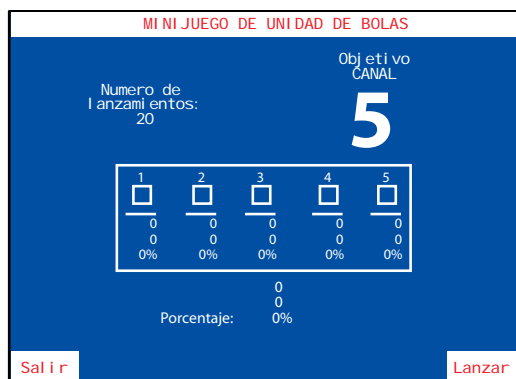 MINIJUEGO DE UNIDAD DE BOLAS
Objetivo
CANAL
5
Numero de
lanzamientos:
20
1 2 3 4 5
0 0 0 0 0
0 0 0 0 0
0% 0% 0% 0% 0%
0
0
Porcentaje: 0%
Salir Lanzar